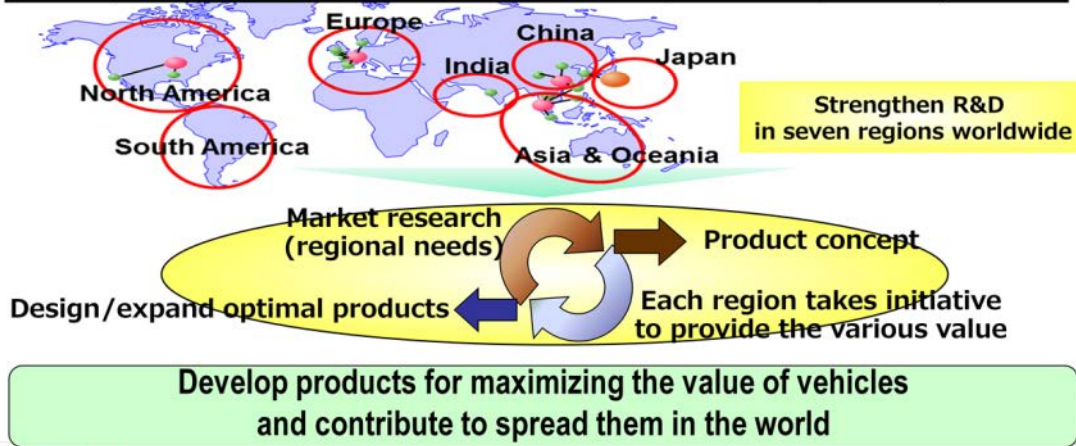 Europe
China
India
Japan
North America
South America
Asia & Oceania
Strengthen R&D
in seven regions worldwide
Market research
(regional needs)
Product concept
Design/expand optimal products
Each region takes initiative
to provide the various value
Develop products for maximizing the value of vehicles
and contribute to spread them in the world